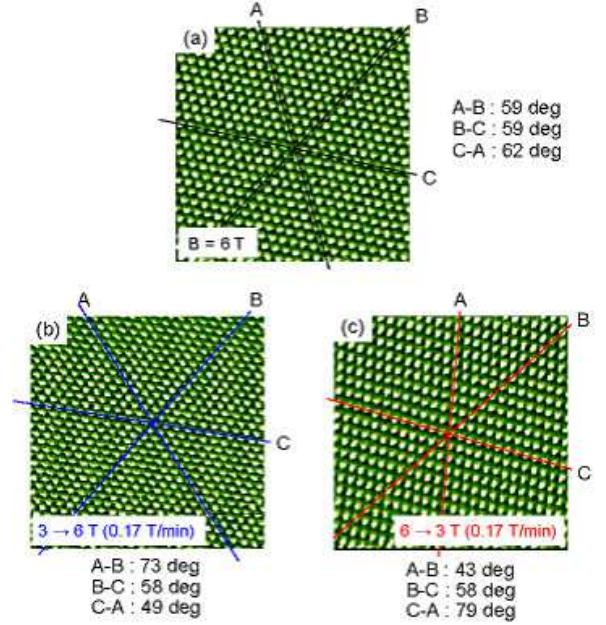 A
B
(a)
A-B : 59 deg
B-C : 59 deg
C-A : 62 deg
C
B = 6 T
A
B
(b)
C
3 → 6 T (0.17 T/min)
A-B : 73 deg
B-C : 58 deg
C-A : 49 deg
A
B
(c)
C
6 → 3 T (0.17 T/min)
A-B : 43 deg
B-C : 58 deg
C-A : 79 deg